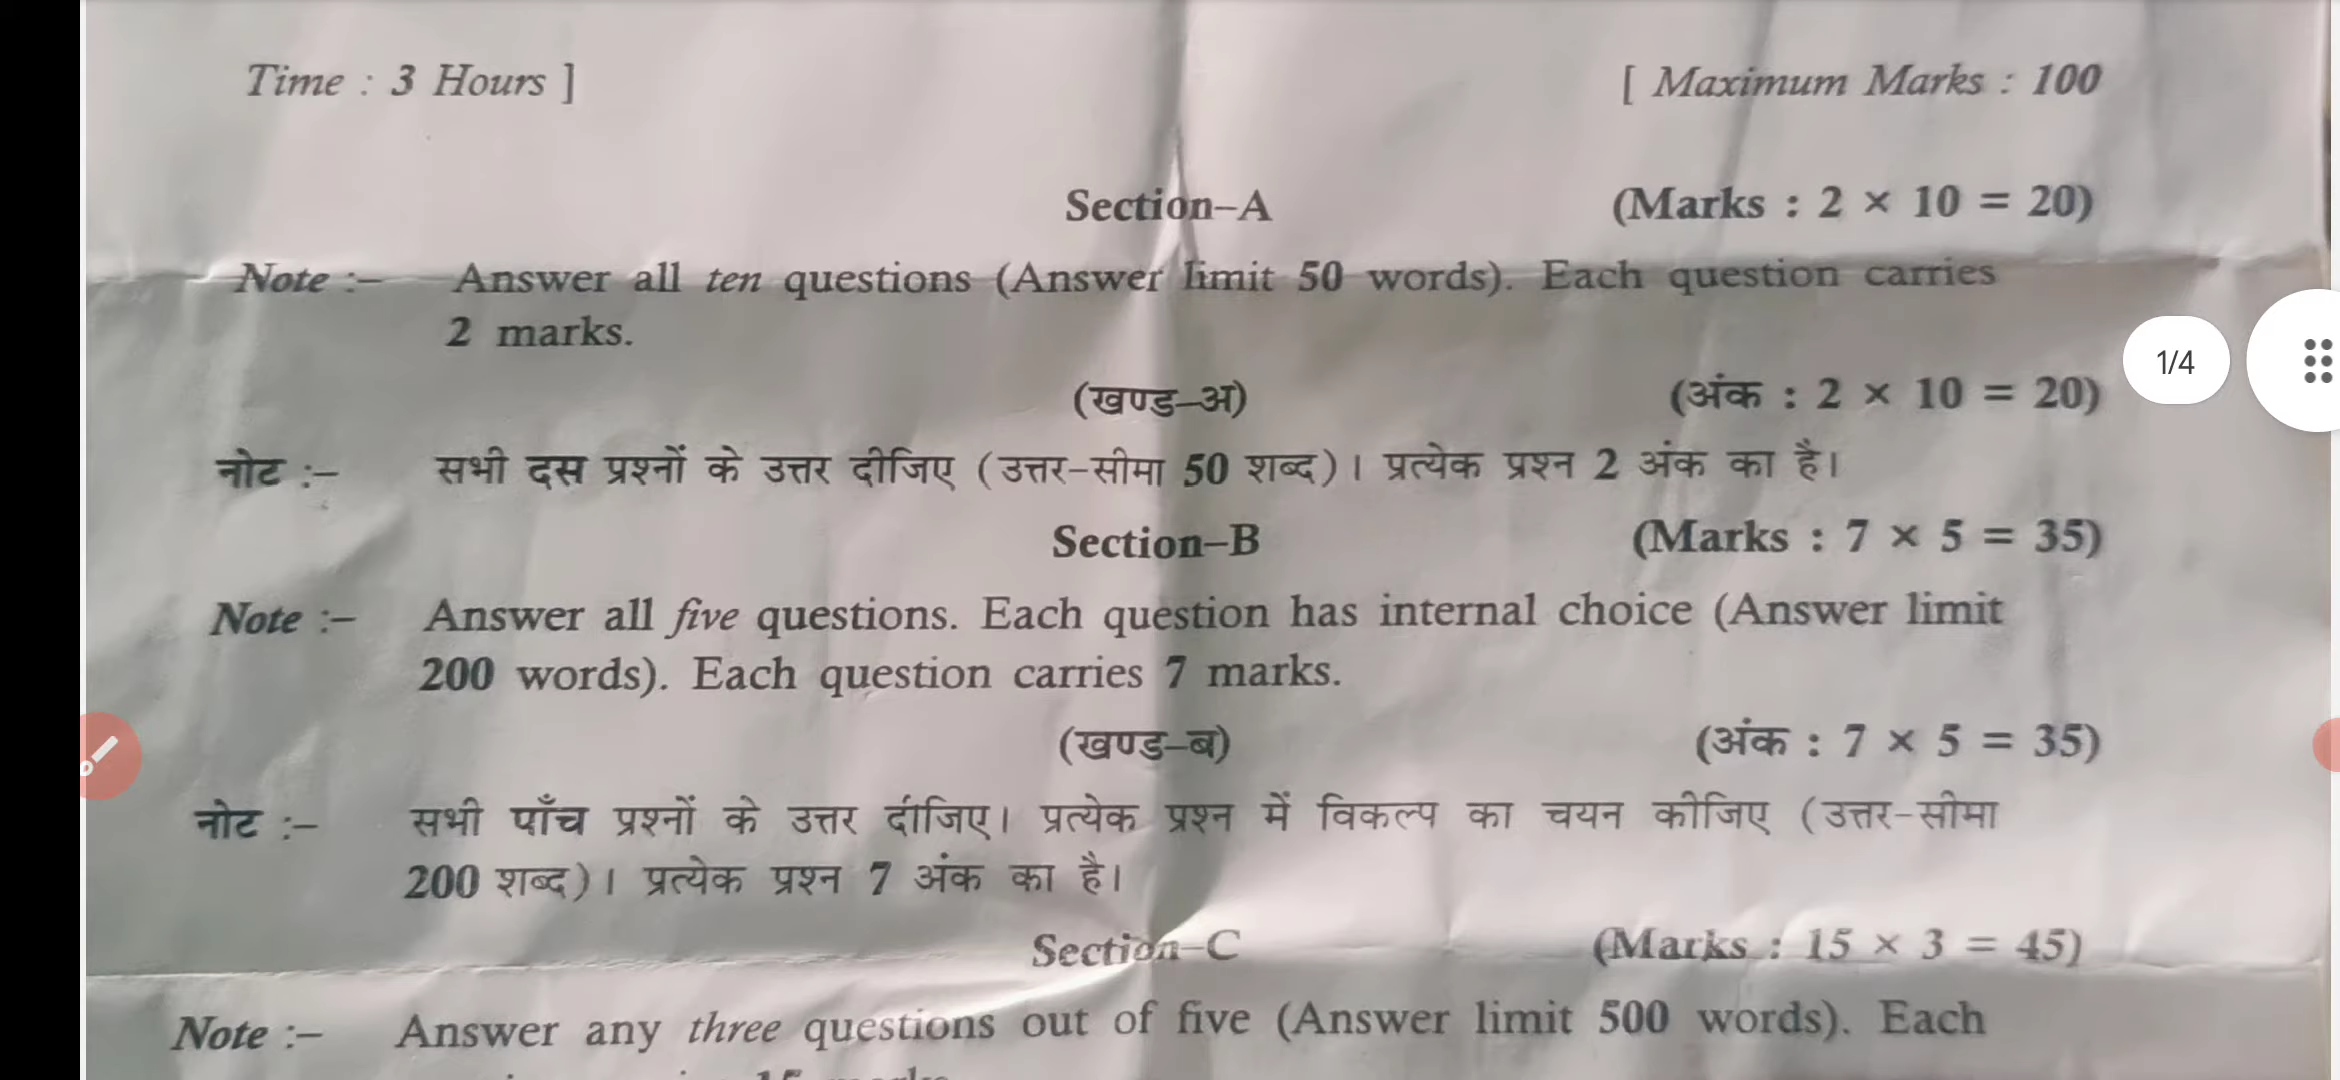 Time : 3 Hours ]
[ Maximum Marks : 100
Section–A
(Marks : 2 × 10 = 20)
Note :– Answer all ten questions (Answer limit 50 words). Each question carries
2 marks.
1/4
(खण्ड–अ)
(अंक : 2 × 10 = 20)
नोट :– सभी दस प्रश्नों के उत्तर दीजिए (उत्तर-सीमा 50 शब्द)। प्रत्येक प्रश्न 2 अंक का है।
Section–B
(Marks : 7 × 5 = 35)
Note :– Answer all five questions. Each question has internal choice (Answer limit
200 words). Each question carries 7 marks.
(खण्ड–ब)
(अंक : 7 × 5 = 35)
नोट :– सभी पाँच प्रश्नों के उत्तर दीजिए। प्रत्येक प्रश्न में विकल्प का चयन कीजिए (उत्तर-सीमा
200 शब्द)। प्रत्येक प्रश्न 7 अंक का है।
Section–C
(Marks : 15 × 3 = 45)
Note :– Answer any three questions out of five (Answer limit 500 words). Each